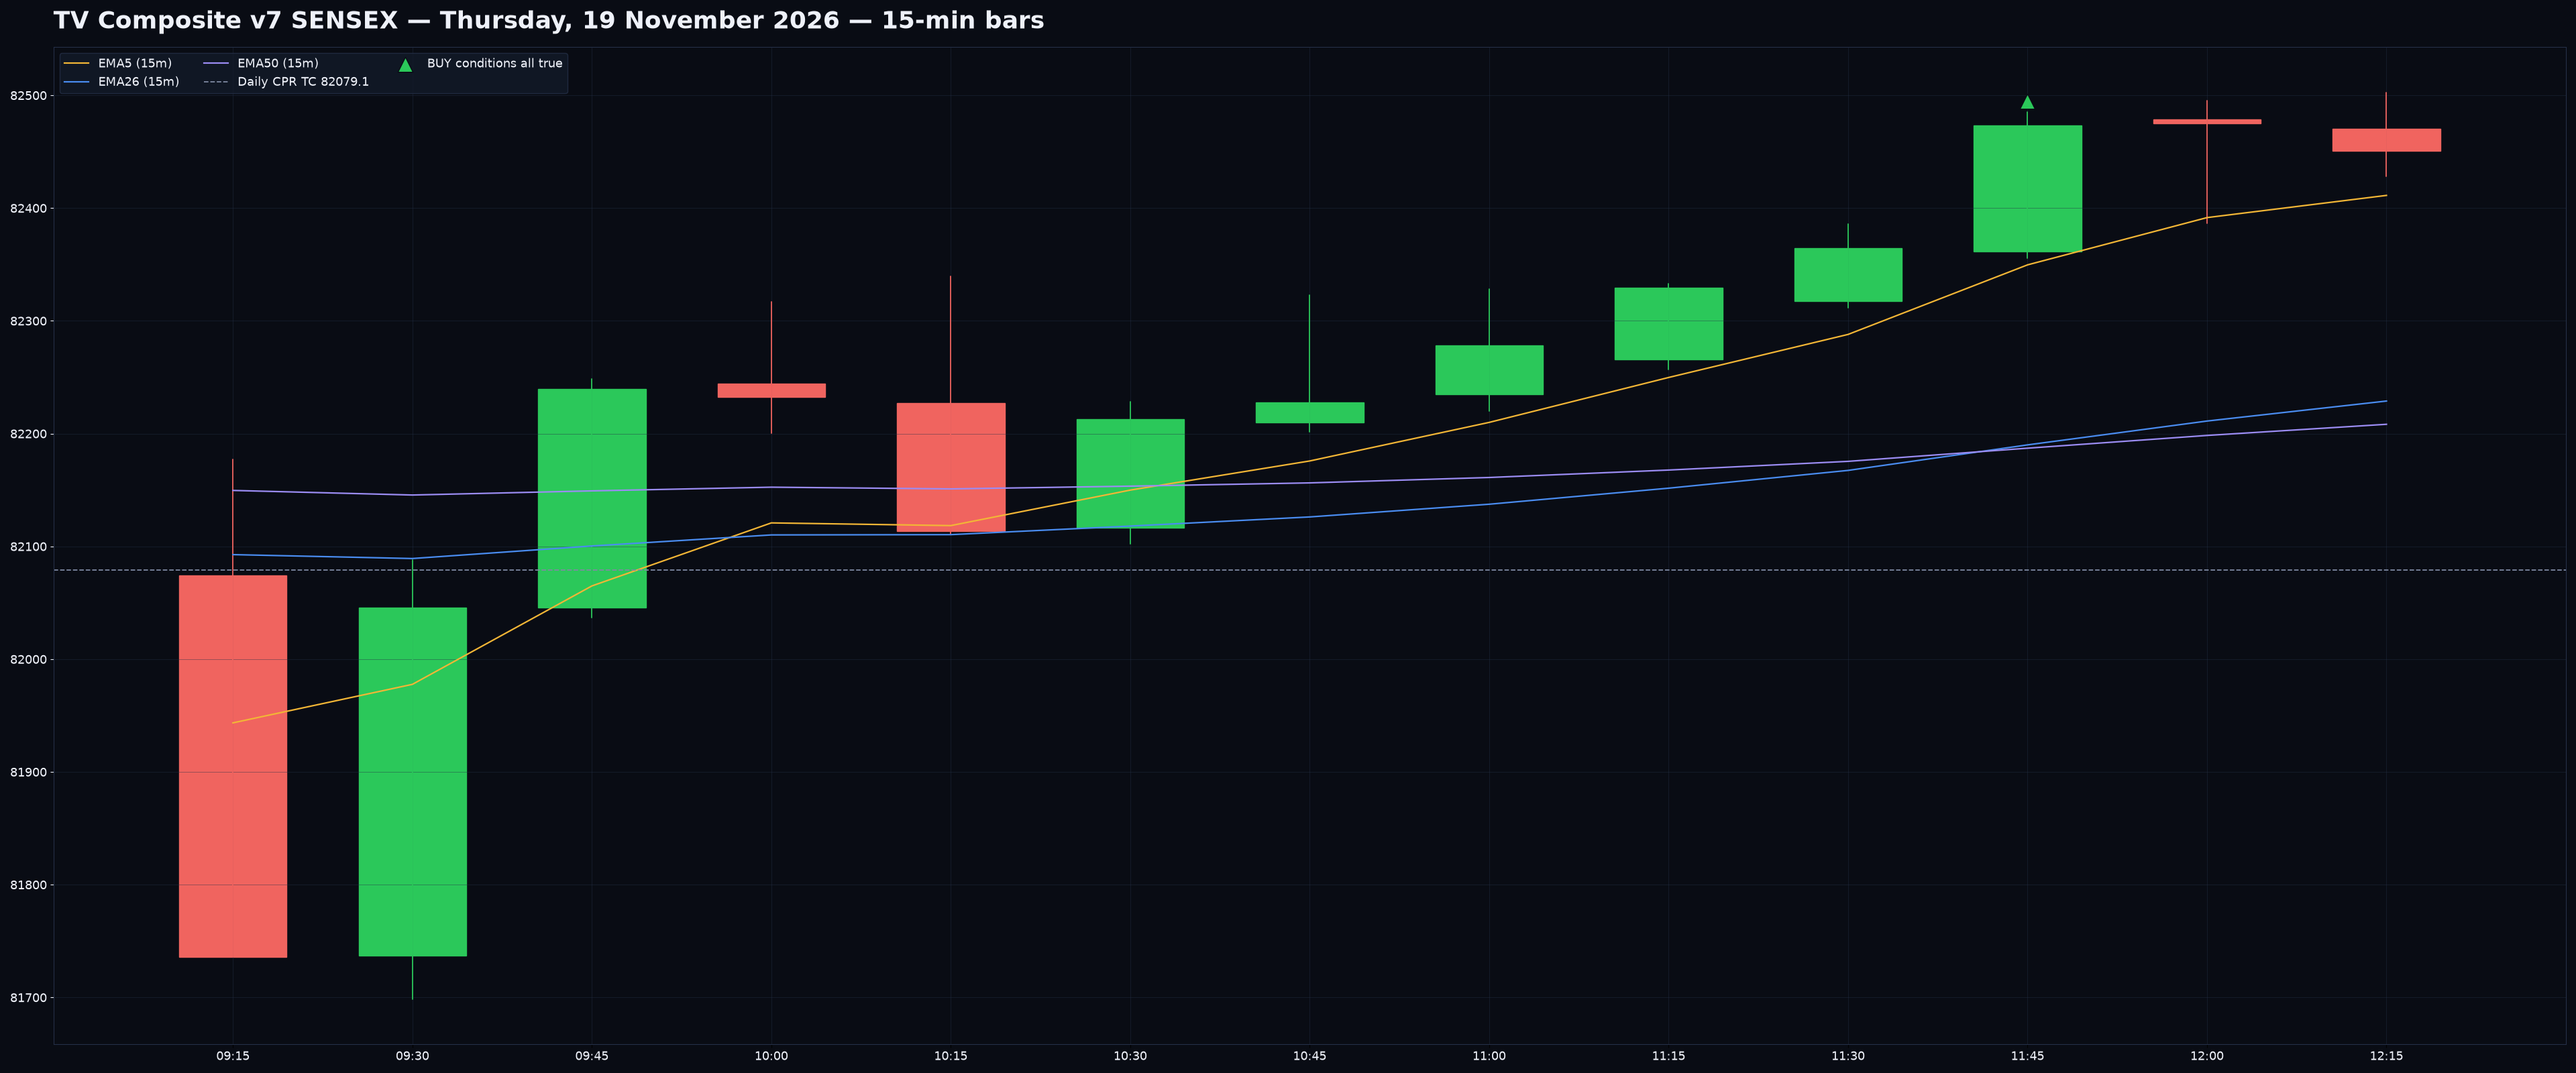 TV Composite v7 SENSEX — Thursday, 19 November 2026 — 15-min bars
EMA5 (15m)
EMA26 (15m)
EMA50 (15m)
Daily CPR TC 82079.1
BUY conditions all true
82500
82400
82300
82200
82100
82000
81900
81800
81700
09:15 09:30 09:45 10:00 10:15 10:30 10:45 11:00 11:15 11:30 11:45 12:00 12:15